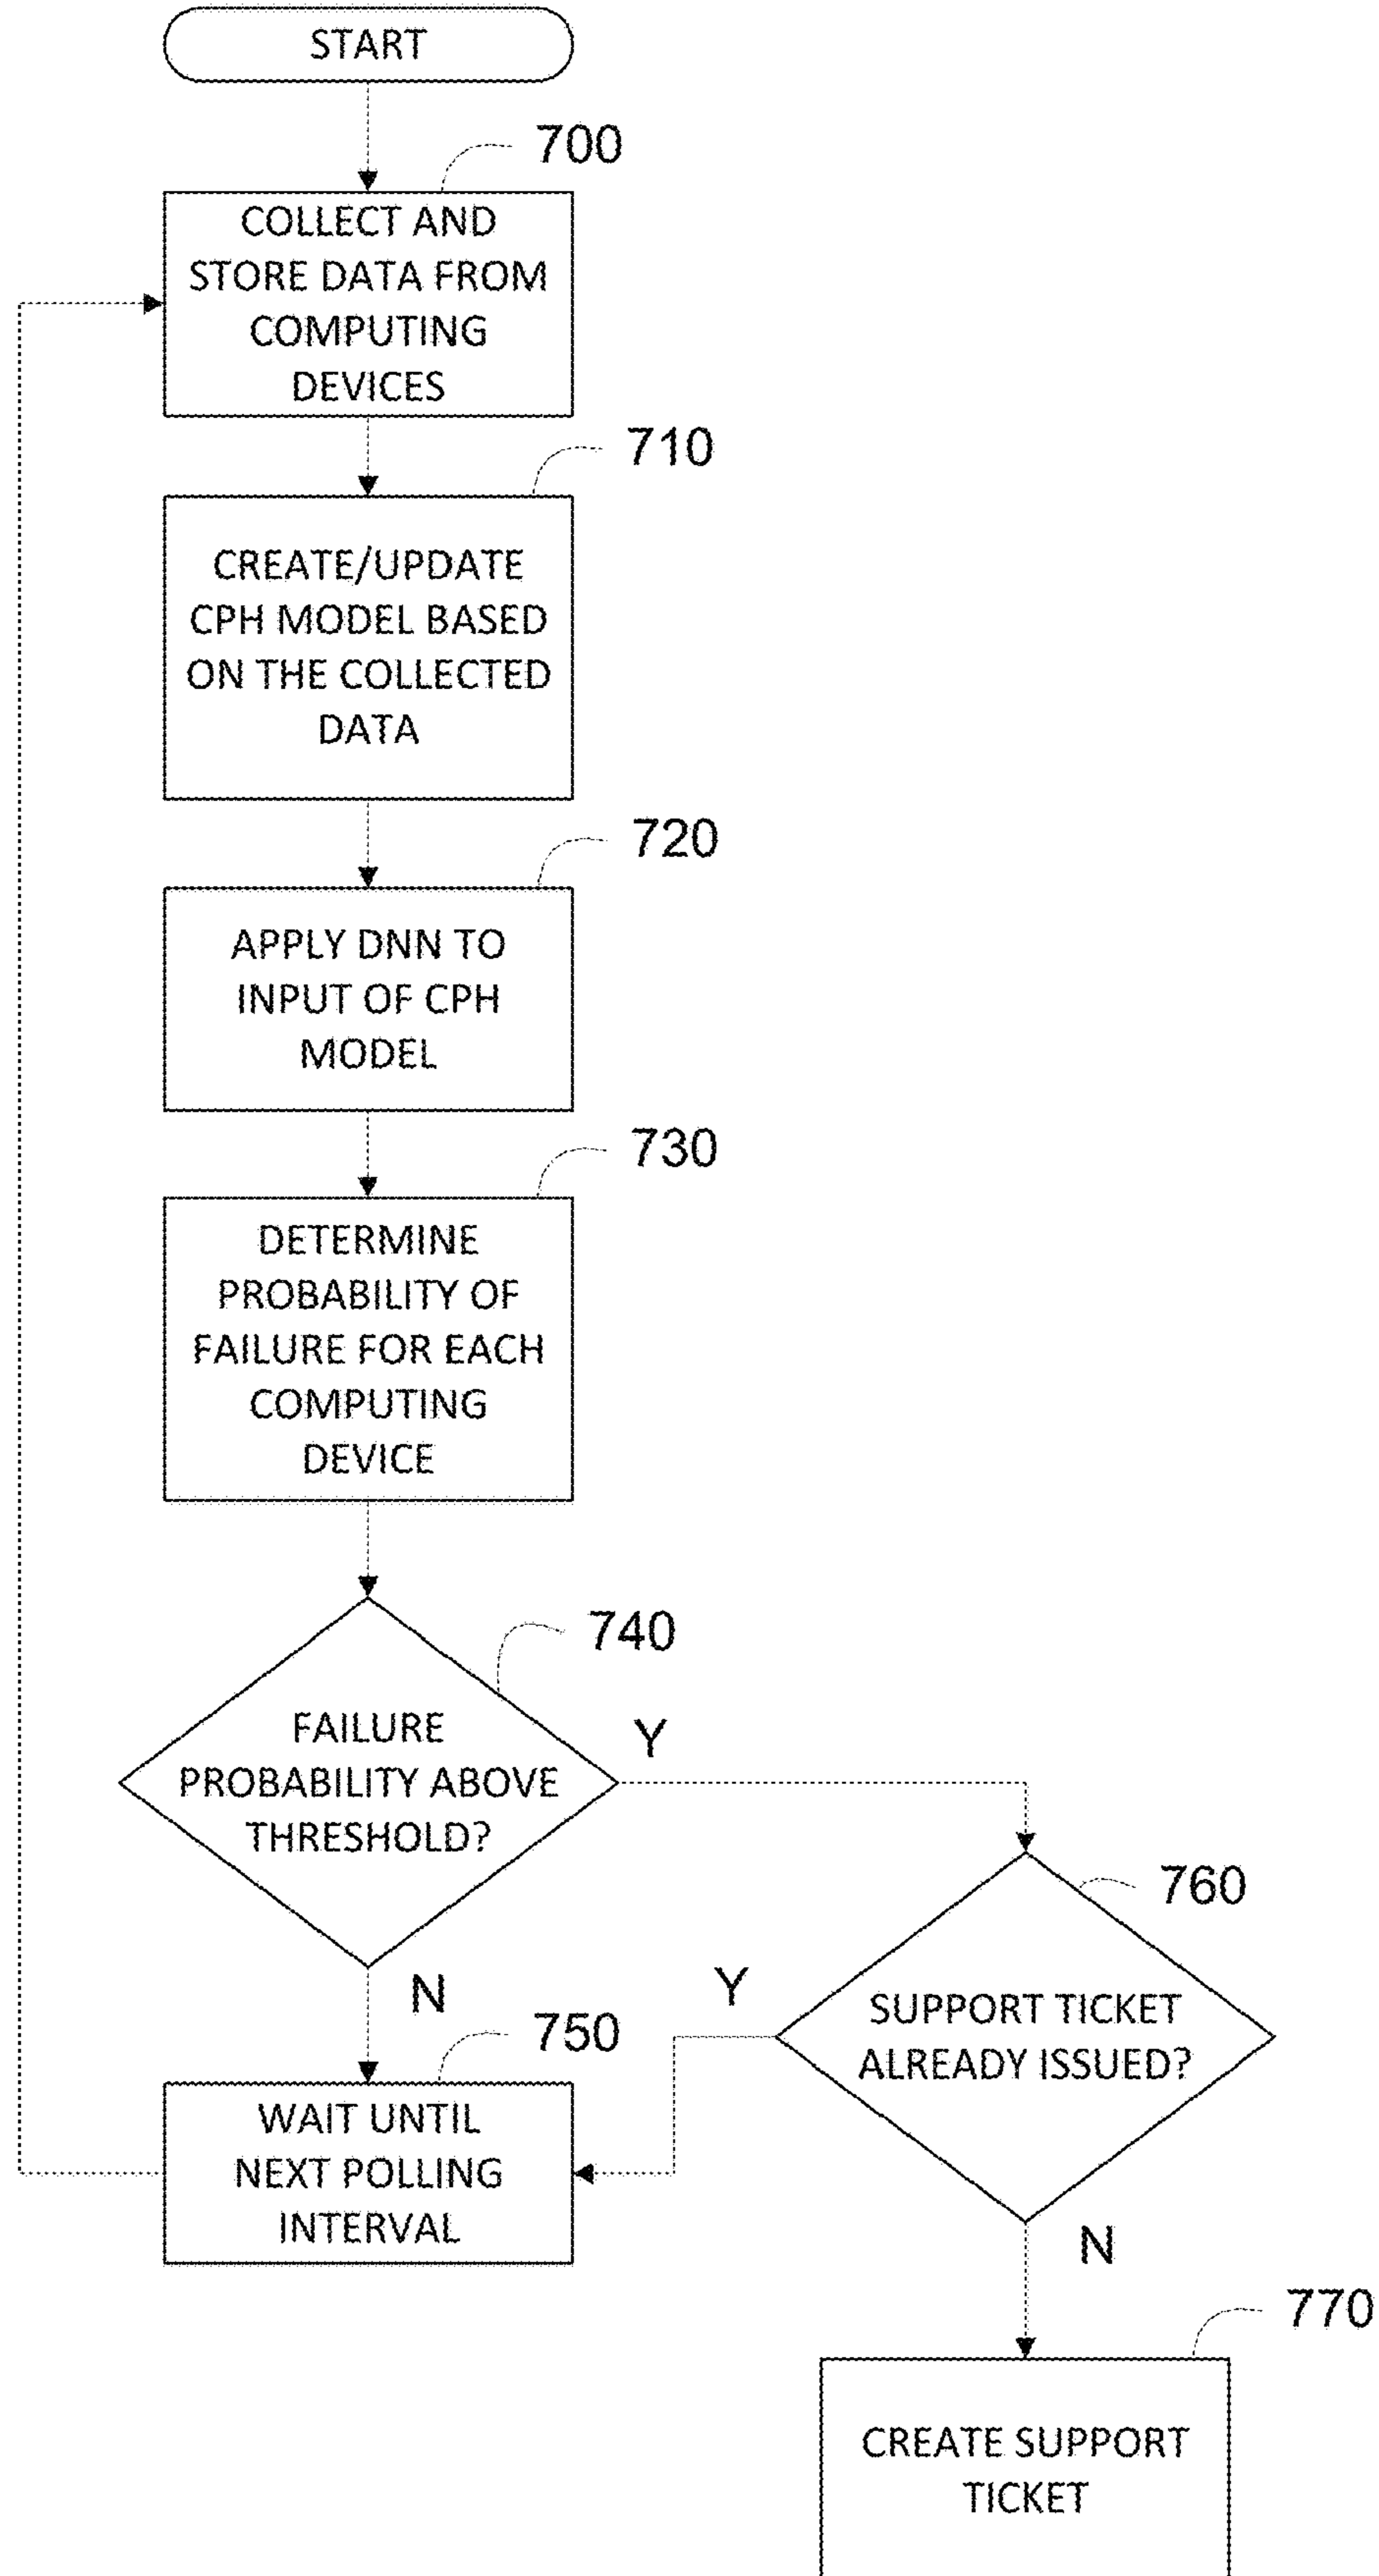 START
700
COLLECT AND
STORE DATA FROM
COMPUTING
DEVICES
710
CREATE/UPDATE
CPH MODEL BASED
ON THE COLLECTED
DATA
720
APPLY DNN TO
INPUT OF CPH
MODEL
730
DETERMINE
PROBABILITY OF
FAILURE FOR EACH
COMPUTING
DEVICE
740
FAILURE
PROBABILITY ABOVE
THRESHOLD?
Y
N
750
WAIT UNTIL
NEXT POLLING
INTERVAL
760
SUPPORT TICKET
ALREADY ISSUED?
Y
N
770
CREATE SUPPORT
TICKET